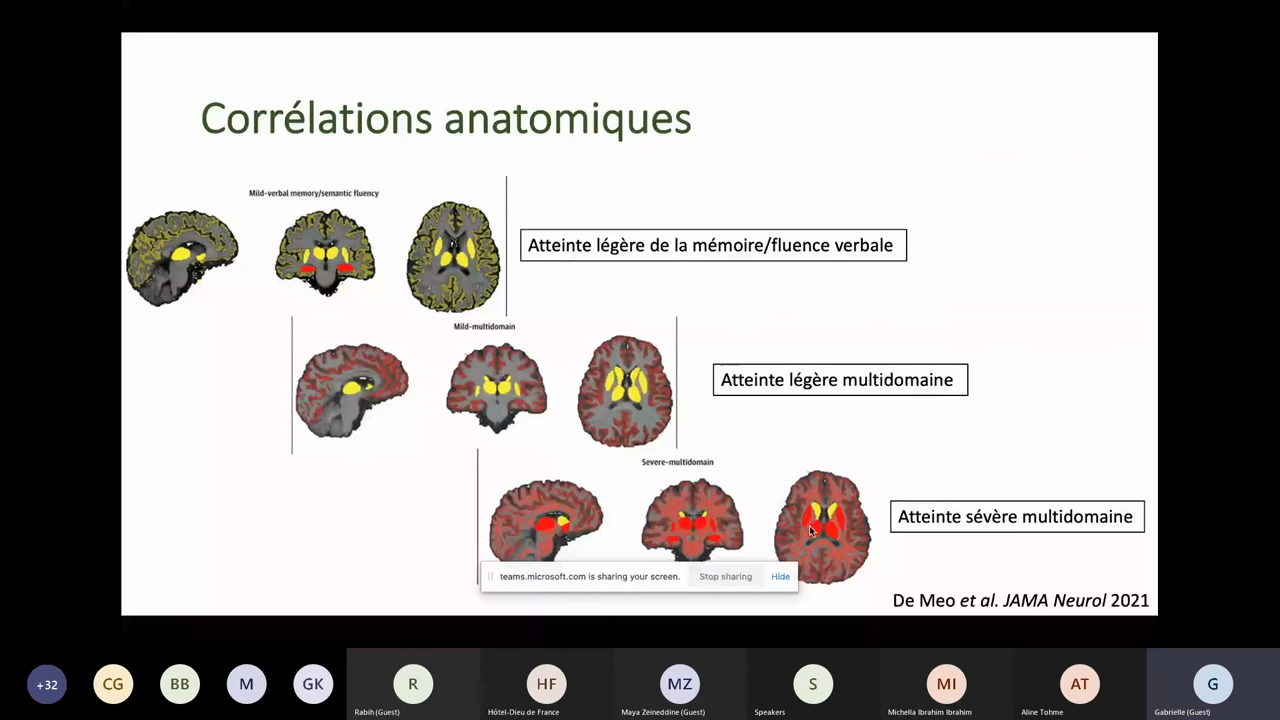 Corrélations anatomiques
Mild-verbal memory/semantic fluency
Atteinte légère de la mémoire/fluence verbale
Mild-multidomain
Atteinte légère multidomaine
Severe-multidomain
Atteinte sévère multidomaine
teams.microsoft.com is sharing your screen.
Stop sharing
Hide
De Meo et al. JAMA Neurol 2021
+32
CG
BB
M
GK
R
HF
MZ
S
MI
AT
G
Rabih (Guest)
Hôtel-Dieu de France
Maya Zeineddine (Guest)
Speakers
Michella Ibrahim Ibrahim
Aline Tohme
Gabrielle (Guest)